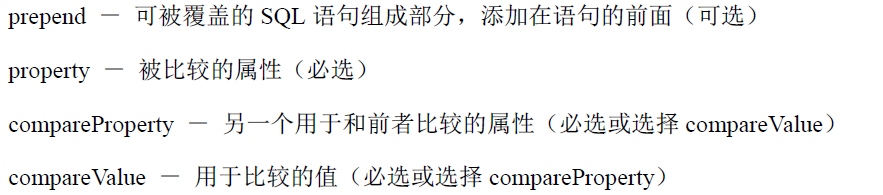 prepend － 可被覆盖的 SQL 语句组成部分，添加在语句的前面（可选）
property － 被比较的属性（必选）
compareProperty － 另一个用于和前者比较的属性（必选或选择 compareValue）
compareValue － 用于比较的值（必选或选择 compareProperty）